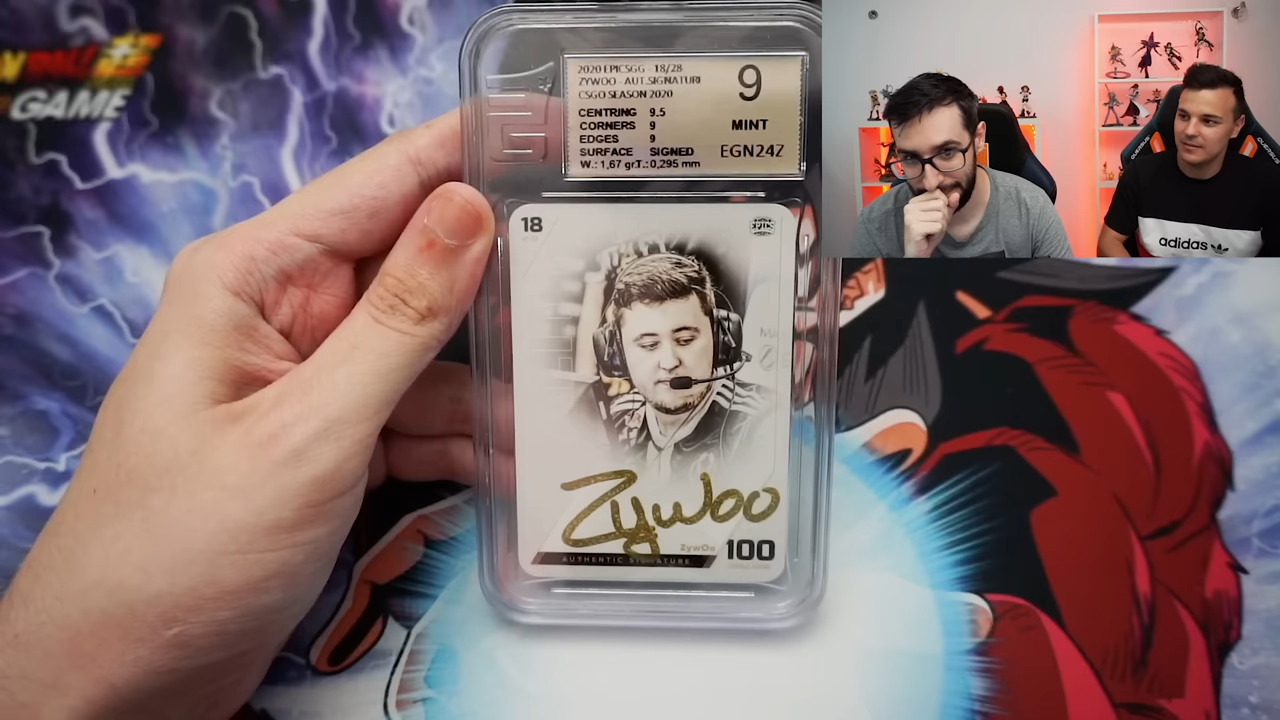 GAME
2020 EPICSGG - 18/28
ZYWOO - AUT.SIGNATURE
CSGO SEASON 2020
CENTRING 9.5
CORNERS 9
EDGES 9
SURFACE SIGNED
W.: 1,67 gr.T.: 0,295 mm
9
MINT
EGN24Z
18
EPICS
Zywoo
ZywOo
100
AUTHENTIC SIGNATURE
adidas